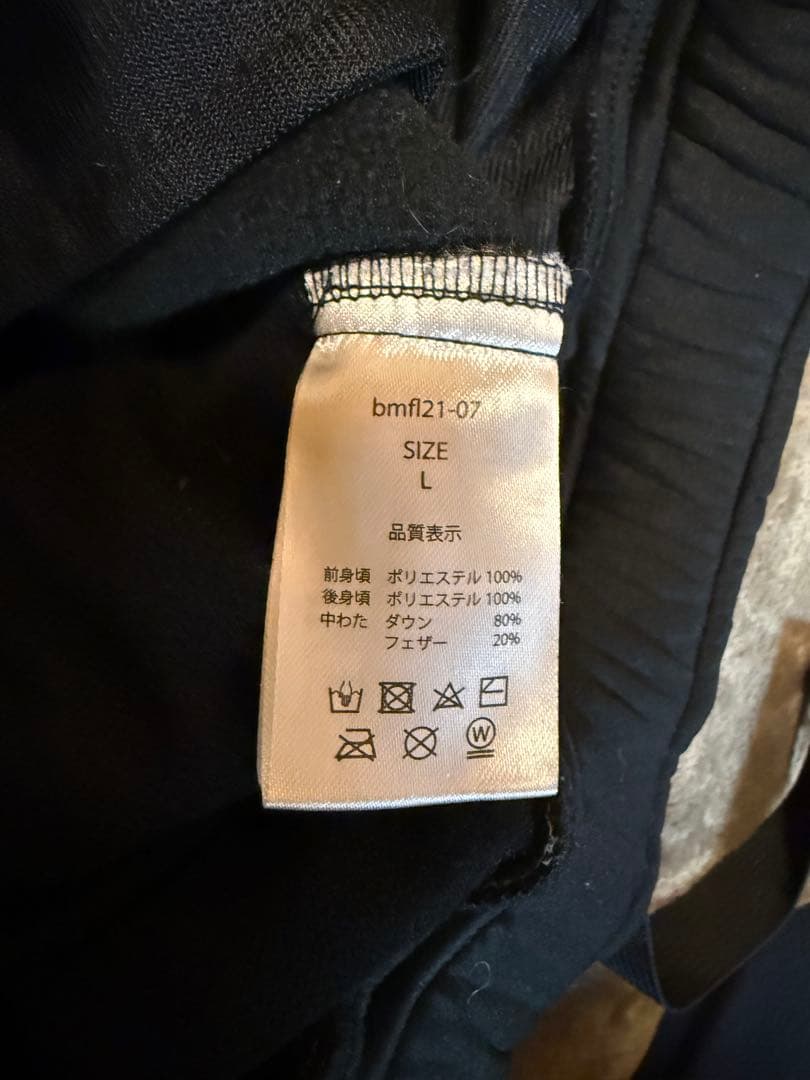 bmfl21-07
SIZE
L
品質表示
前身頃 ポリエステル 100%
後身頃 ポリエステル 100%
中わた ダウン 80%
フェザー 20%
W